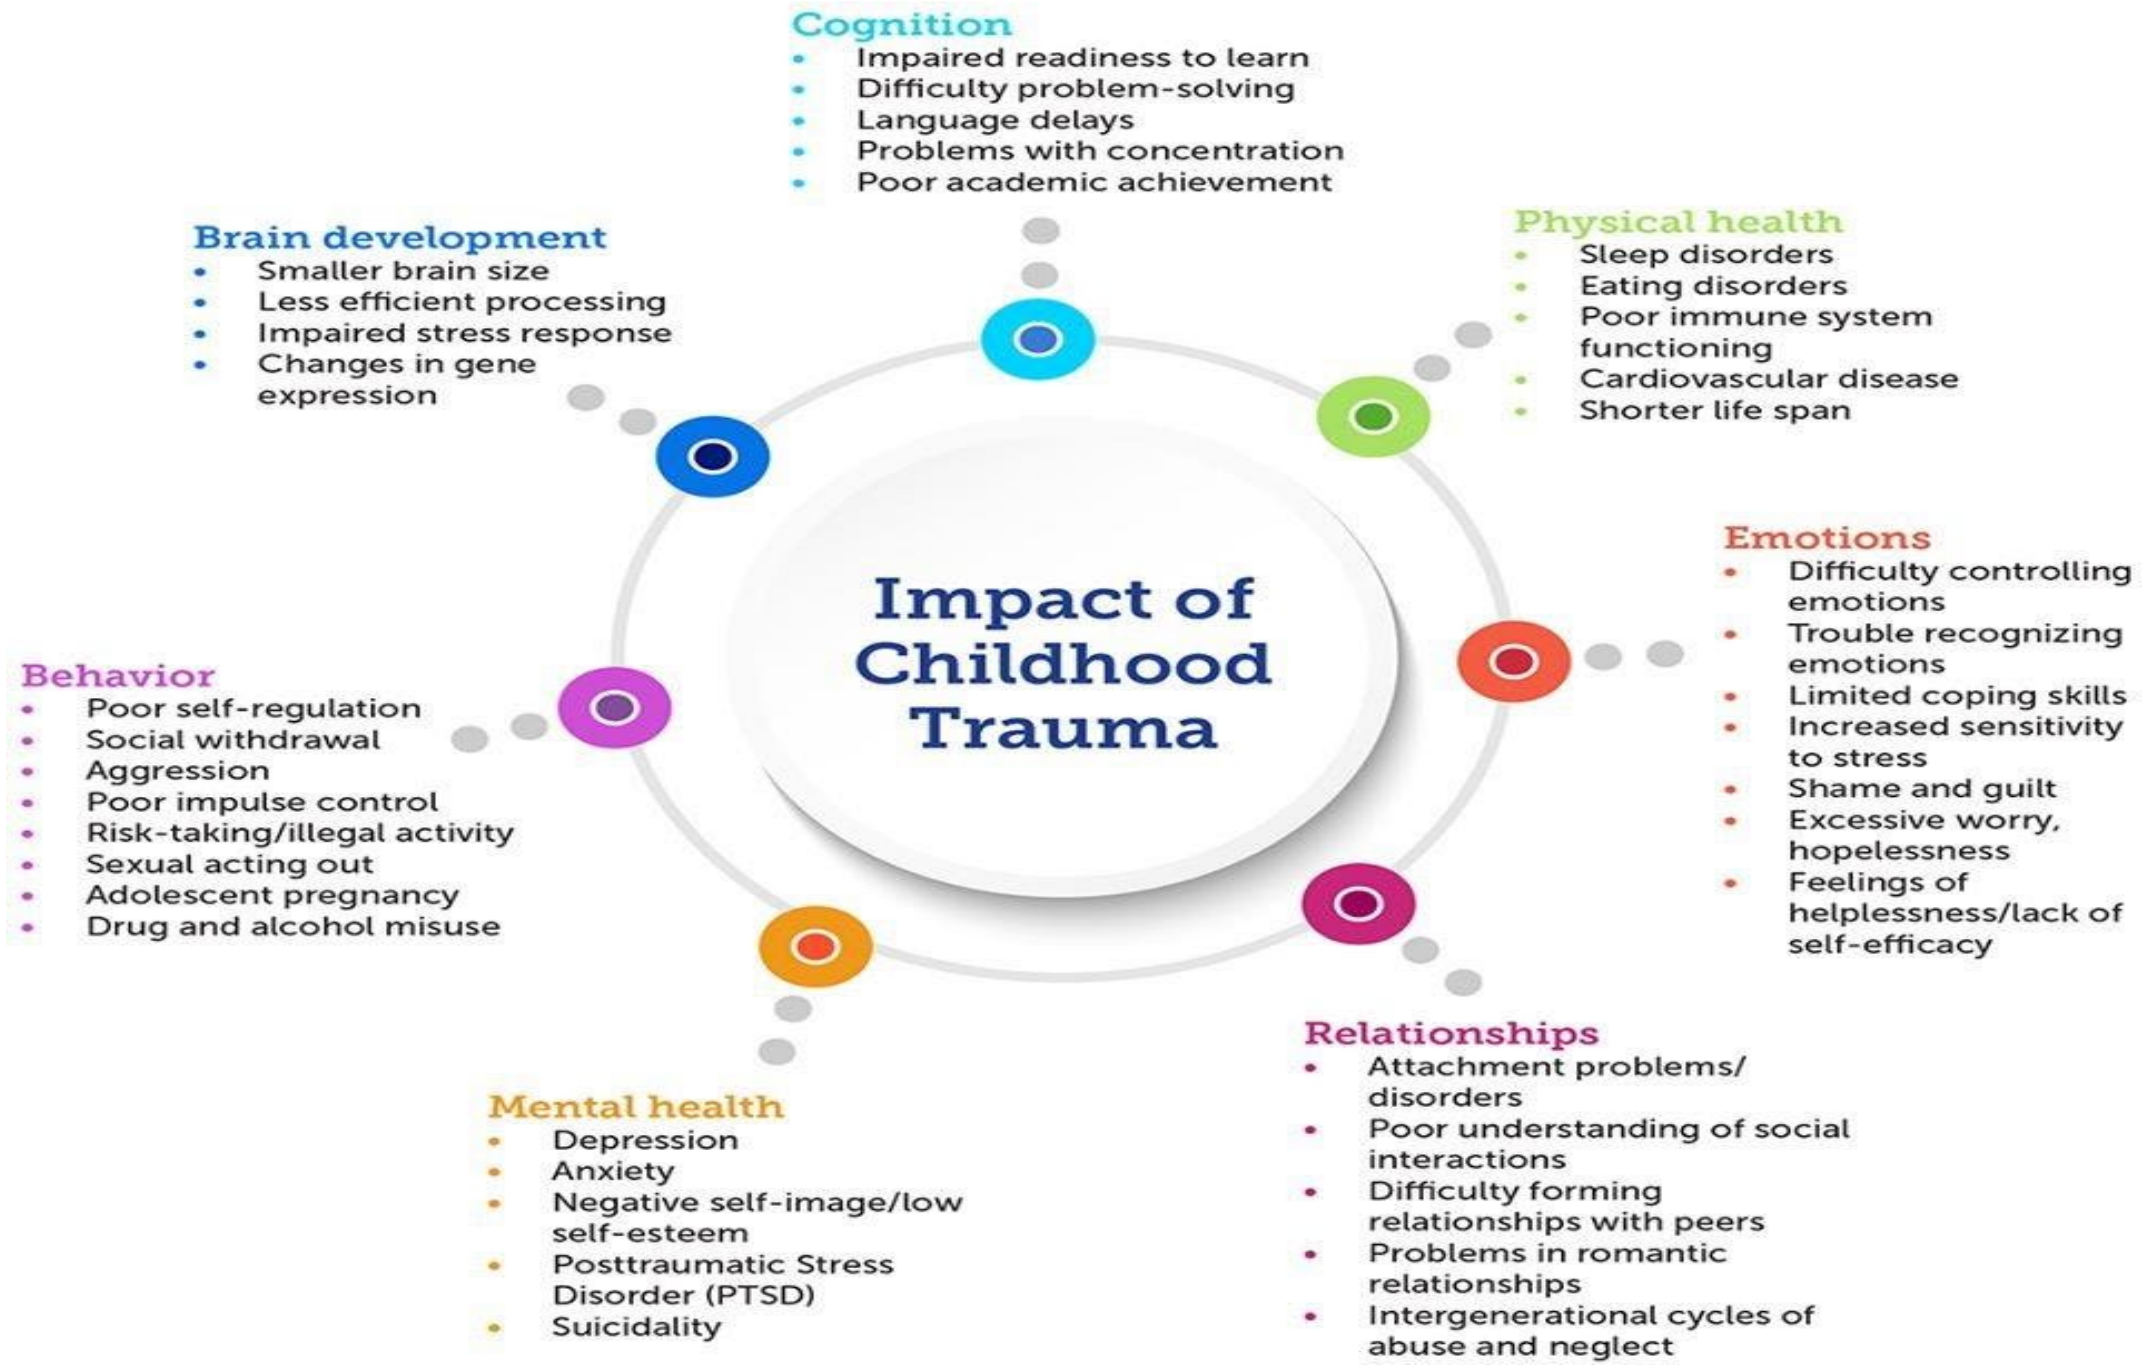 Cognition
• Impaired readiness to learn
• Difficulty problem-solving
• Language delays
• Problems with concentration
• Poor academic achievement
Physical health
• Sleep disorders
• Eating disorders
• Poor immune system
functioning
• Cardiovascular disease
• Shorter life span
Emotions
• Difficulty controlling
emotions
• Trouble recognizing
emotions
• Limited coping skills
• Increased sensitivity
to stress
• Shame and guilt
• Excessive worry,
hopelessness
• Feelings of
helplessness/lack of
self-efficacy
Relationships
• Attachment problems/
disorders
• Poor understanding of social
interactions
• Difficulty forming
relationships with peers
• Problems in romantic
relationships
• Intergenerational cycles of
abuse and neglect
Mental health
• Depression
• Anxiety
• Negative self-image/low
self-esteem
• Posttraumatic Stress
Disorder (PTSD)
• Suicidality
Behavior
• Poor self-regulation
• Social withdrawal
• Aggression
• Poor impulse control
• Risk-taking/illegal activity
• Sexual acting out
• Adolescent pregnancy
• Drug and alcohol misuse
Brain development
• Smaller brain size
• Less efficient processing
• Impaired stress response
• Changes in gene
expression
Impact of
Childhood
Trauma